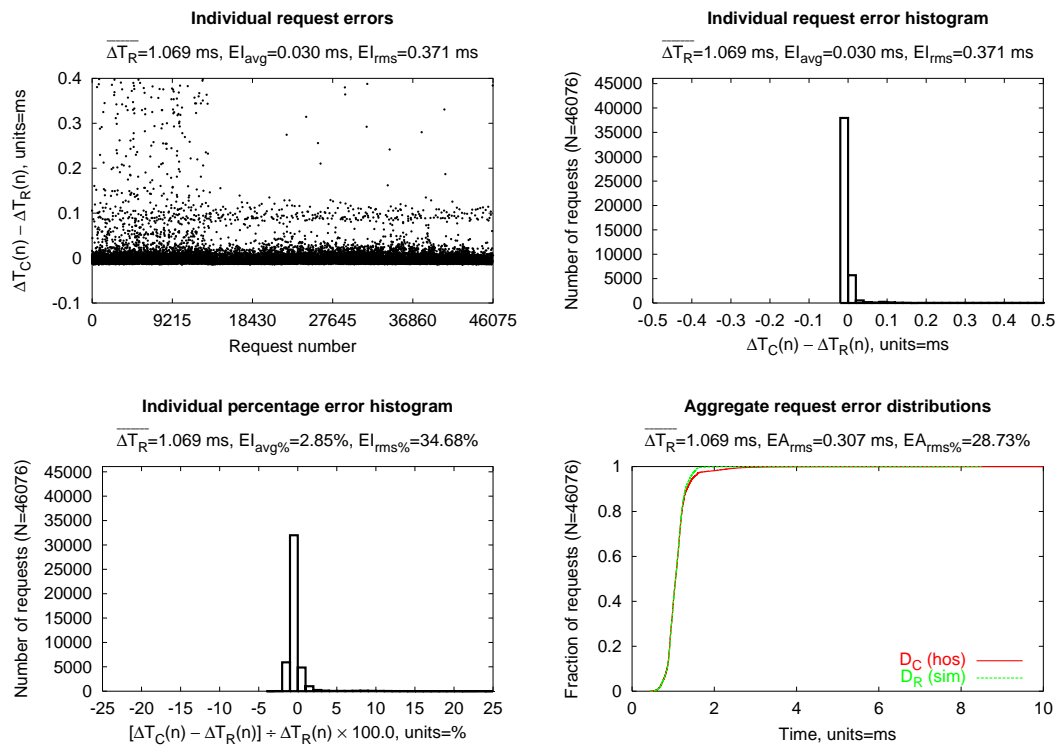 Individual request errors
ΔT_R=1.069 ms, EI_avg=0.030 ms, EI_rms=0.371 ms
ΔT_C(n) − ΔT_R(n), units=ms
0.4
0.3
0.2
0.1
0
-0.1
0 9215 18430 27645 36860 46075
Request number
Individual request error histogram
ΔT_R=1.069 ms, EI_avg=0.030 ms, EI_rms=0.371 ms
Number of requests (N=46076)
45000
40000
35000
30000
25000
20000
15000
10000
5000
0
-0.5 -0.4 -0.3 -0.2 -0.1 0 0.1 0.2 0.3 0.4 0.5
ΔT_C(n) − ΔT_R(n), units=ms
Individual percentage error histogram
ΔT_R=1.069 ms, EI_avg%=2.85%, EI_rms%=34.68%
Number of requests (N=46076)
45000
40000
35000
30000
25000
20000
15000
10000
5000
0
-25 -20 -15 -10 -5 0 5 10 15 20 25
[ΔT_C(n) − ΔT_R(n)] ÷ ΔT_R(n) × 100.0, units=%
Aggregate request error distributions
ΔT_R=1.069 ms, EA_rms=0.307 ms, EA_rms%=28.73%
Fraction of requests (N=46076)
1
0.8
0.6
0.4
0.2
0
D_C (hos)
D_R (sim)
0 2 4 6 8 10
Time, units=ms